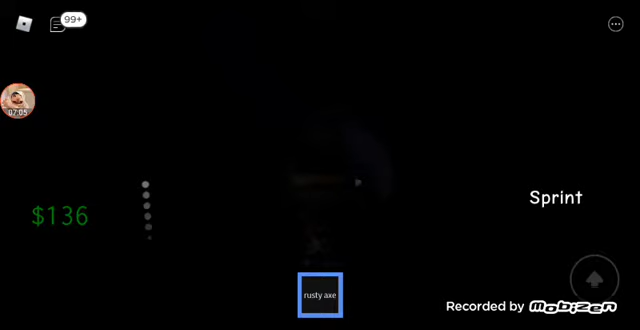 99+
07:05
Sprint
$136
rusty axe
Recorded by Mobizen